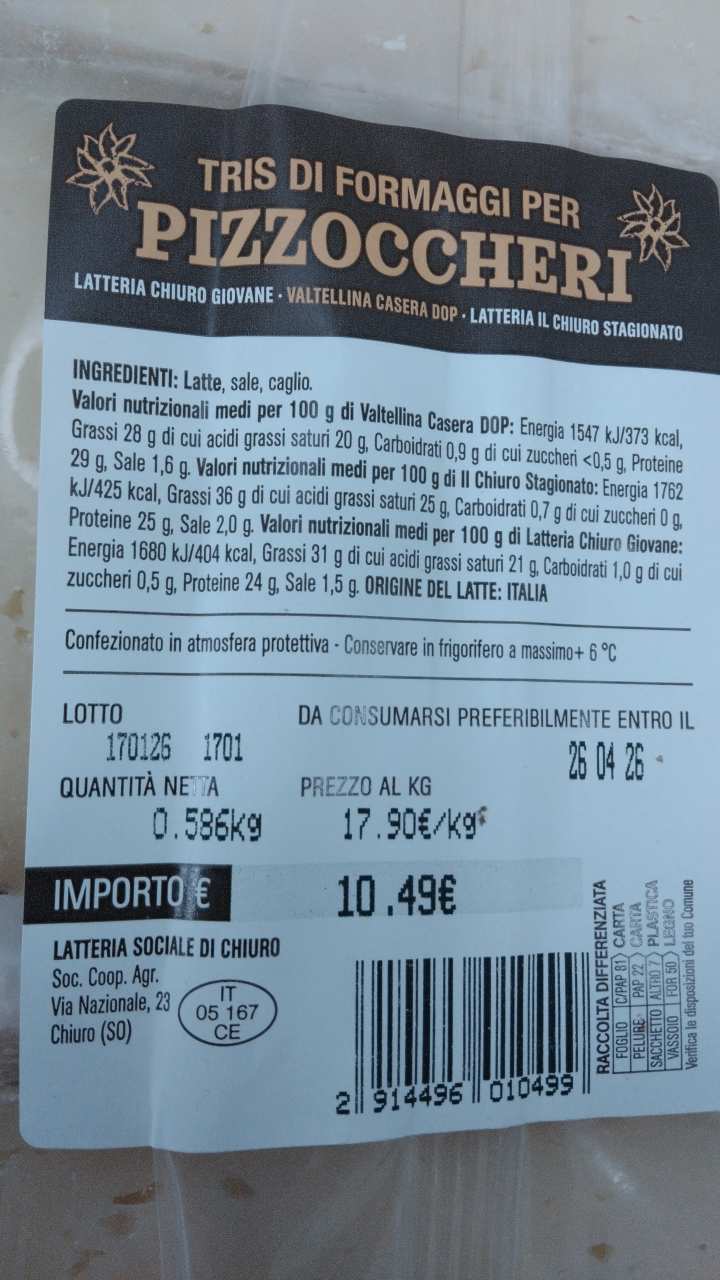 TRIS DI FORMAGGI PER
PIZZOCCHERI
LATTERIA CHIURO GIOVANE • VALTELLINA CASERA DOP • LATTERIA IL CHIURO STAGIONATO
INGREDIENTI: Latte, sale, caglio.
Valori nutrizionali medi per 100 g di Valtellina Casera DOP: Energia 1547 kJ/373 kcal,
Grassi 28 g di cui acidi grassi saturi 20 g, Carboidrati 0,9 g di cui zuccheri <0,5 g, Proteine
29 g, Sale 1,6 g. Valori nutrizionali medi per 100 g di Il Chiuro Stagionato: Energia 1762
kJ/425 kcal, Grassi 36 g di cui acidi grassi saturi 25 g, Carboidrati 0,7 g di cui zuccheri 0 g,
Proteine 25 g, Sale 2,0 g. Valori nutrizionali medi per 100 g di Latteria Chiuro Giovane:
Energia 1680 kJ/404 kcal, Grassi 31 g di cui acidi grassi saturi 21 g, Carboidrati 1,0 g di cui
zuccheri 0,5 g, Proteine 24 g, Sale 1,5 g. ORIGINE DEL LATTE: ITALIA
Confezionato in atmosfera protettiva - Conservare in frigorifero a massimo+ 6 °C
LOTTO
170126 1701
DA CONSUMARSI PREFERIBILMENTE ENTRO IL
26 04 26
QUANTITÀ NETTA
0.586kg
PREZZO AL KG
17.90€/kg
IMPORTO €
10.49€
LATTERIA SOCIALE DI CHIURO
Soc. Coop. Agr.
Via Nazionale, 23
Chiuro (SO)
IT
05 167
CE
2 914496 010499
RACCOLTA DIFFERENZIATA
FOGLIO C/PAP 81 CARTA
PELURE PAP 22 CARTA
SACCHETTO ALTRO 7 PLASTICA
VASSOIO FOR 50 LEGNO
Verifica le disposizioni del tuo Comune